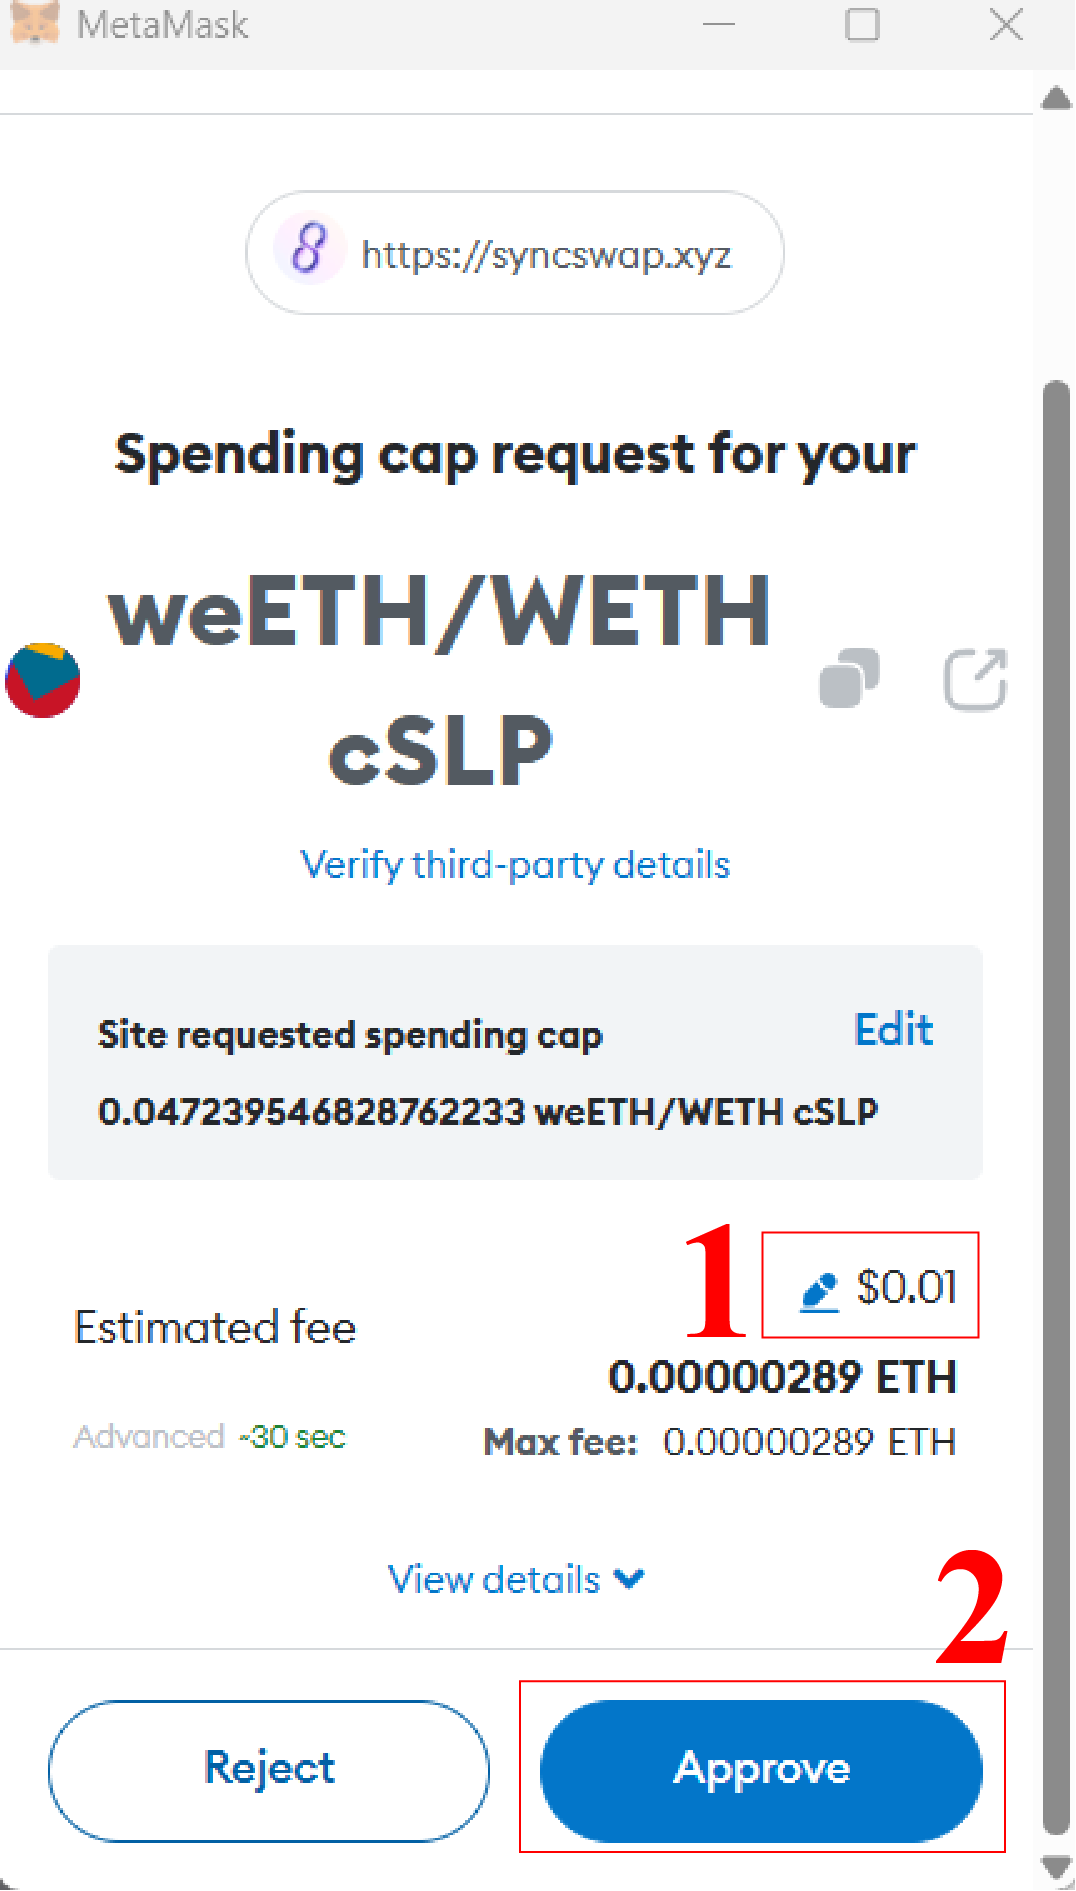 MetaMask
https://syncswap.xyz
Spending cap request for your
weETH/WETH
cSLP
Verify third-party details
Site requested spending cap
Edit
0.047239546828762233 weETH/WETH cSLP
1
$0.01
Estimated fee
0.00000289 ETH
Advanced ~30 sec
Max fee: 0.00000289 ETH
View details
2
Reject
Approve